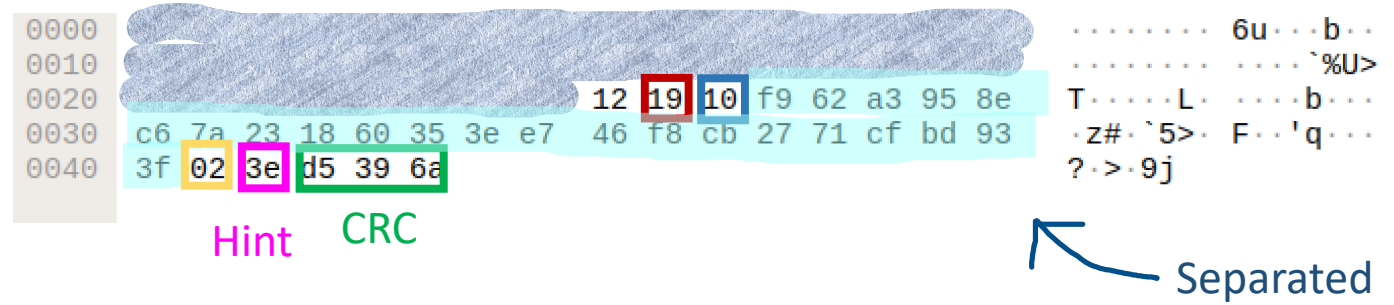 0000 ········ 6u···b··
0010 ········ ····`%U>
0020 12 19 10 f9 62 a3 95 8e T·····L· ····b···
0030 c6 7a 23 18 60 35 3e e7 46 f8 cb 27 71 cf bd 93 ·z#·`5>· F··'q···
0040 3f 02 3e d5 39 6a ?·>·9j
Hint CRC
Separated